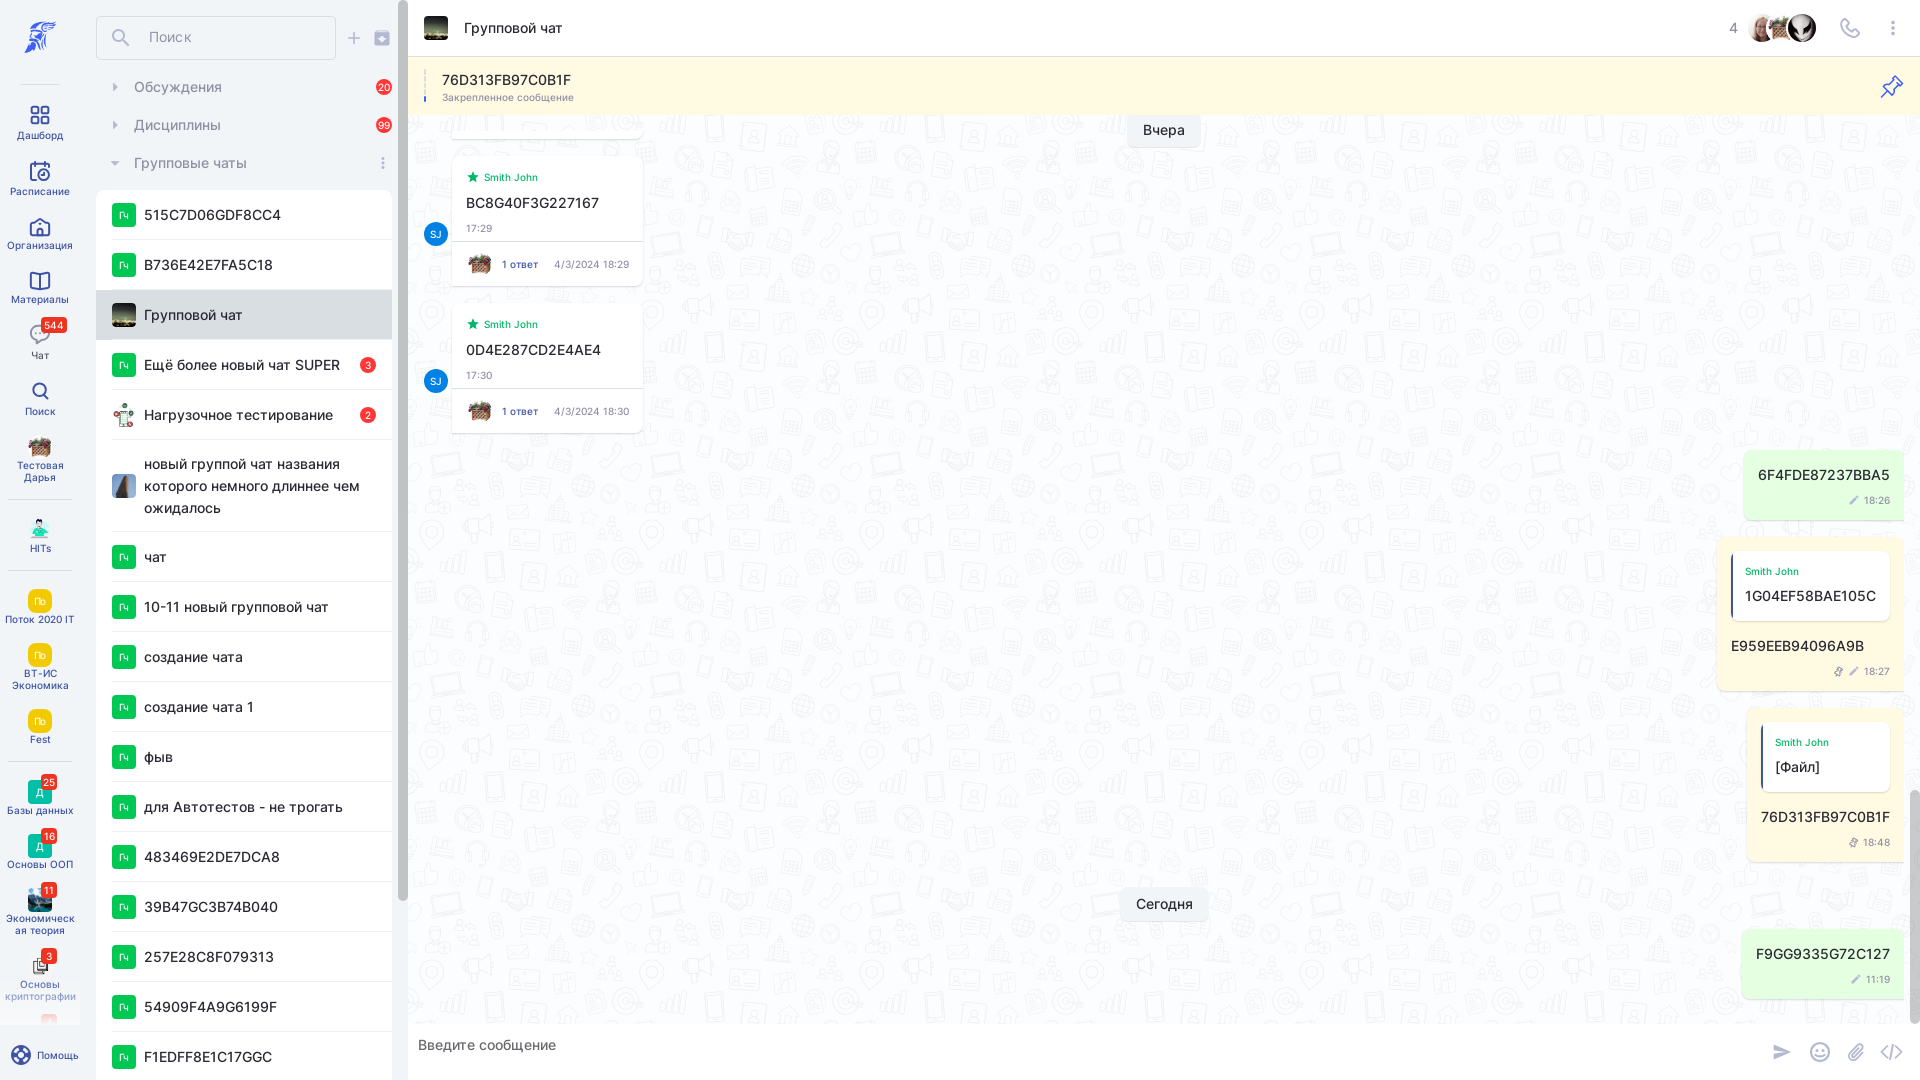 Дашборд
Расписание
Организация
Материалы
544
Чат
Поиск
Тестовая
Дарья
HITs
По
Поток 2020 IT
По
ВТ-ИС
Экономика
По
Fest
25
Д
Базы данных
16
Д
Основы ООП
11
Экономическ
ая теория
3
Основы
криптографии
Помощь
Поиск
Обсуждения
20
Дисциплины
99
Групповые чаты
Гч
515C7D06GDF8CC4
Гч
B736E42E7FA5C18
Групповой чат
Гч
Ещё более новый чат SUPER
3
Нагрузочное тестирование
2
новый группой чат названия
которого немного длиннее чем
ожидалось
Гч
чат
Гч
10-11 новый групповой чат
Гч
создание чата
Гч
создание чата 1
Гч
фыв
Гч
для Автотестов - не трогать
Гч
483469E2DE7DCA8
Гч
39B47GC3B74B040
Гч
257E28C8F079313
Гч
54909F4A9G6199F
Гч
F1EDFF8E1C17GGC
Групповой чат
4
76D313FB97C0B1F
Закрепленное сообщение
Вчера
Smith John
BC8G40F3G227167
17:29
SJ
1 ответ
4/3/2024 18:29
Smith John
0D4E287CD2E4AE4
17:30
SJ
1 ответ
4/3/2024 18:30
6F4FDE87237BBA5
18:26
Smith John
1G04EF58BAE105C
E959EEB94096A9B
18:27
Smith John
[Файл]
76D313FB97C0B1F
18:48
Сегодня
F9GG9335G72C127
11:19
Введите сообщение